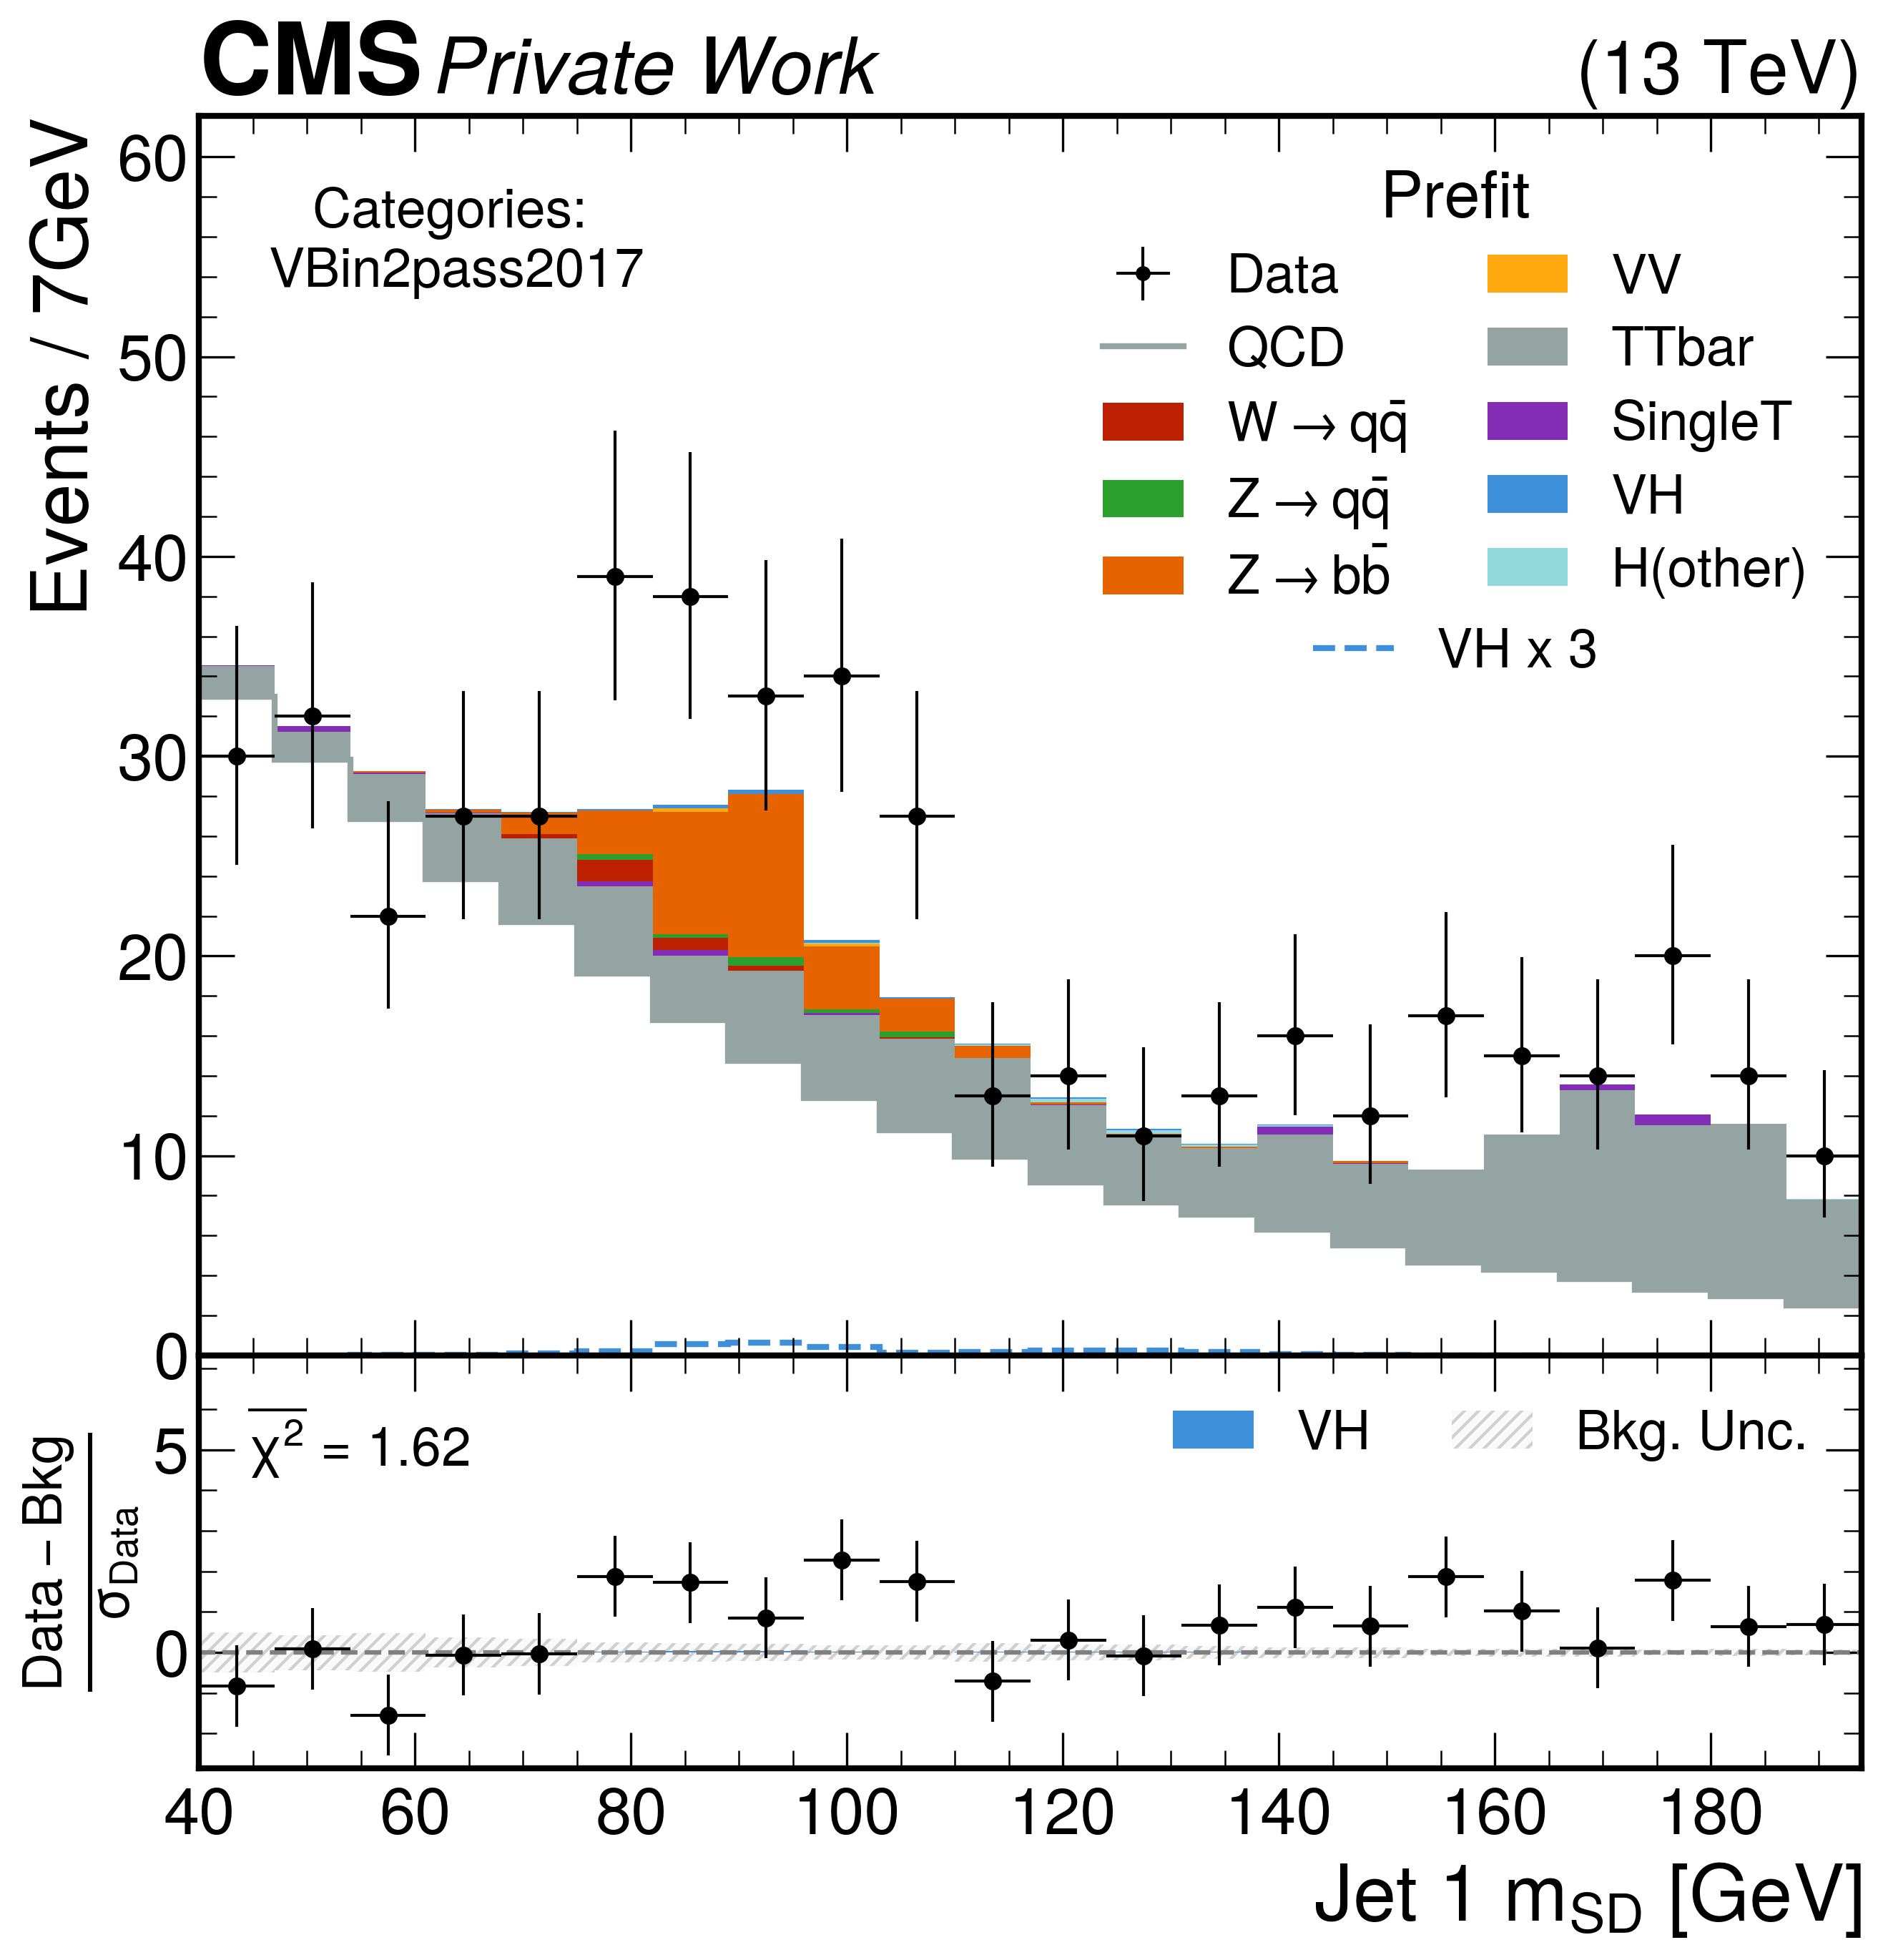 CMS Private Work (13 TeV)
Events / 7GeV
60
50
40
30
20
10
0
Categories:
VBin2pass2017
Prefit
Data
QCD
W → qq̄
Z → qq̄
Z → bb̄
VV
TTbar
SingleT
VH
H(other)
VH x 3
Data − Bkg
σData
5
0
χ² = 1.62
VH
Bkg. Unc.
40 60 80 100 120 140 160 180
Jet 1 mSD [GeV]